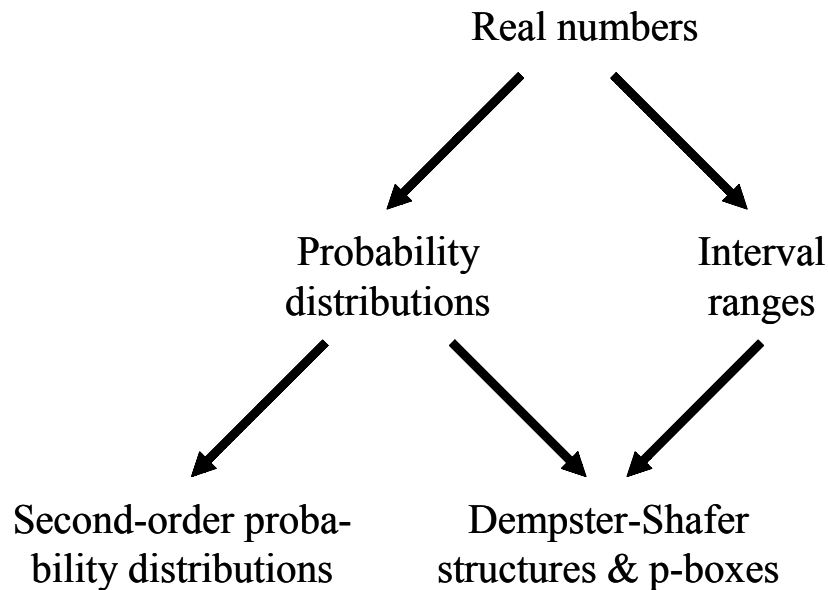 Real numbers
Probability
distributions
Interval
ranges
Second-order proba-
bility distributions
Dempster-Shafer
structures & p-boxes